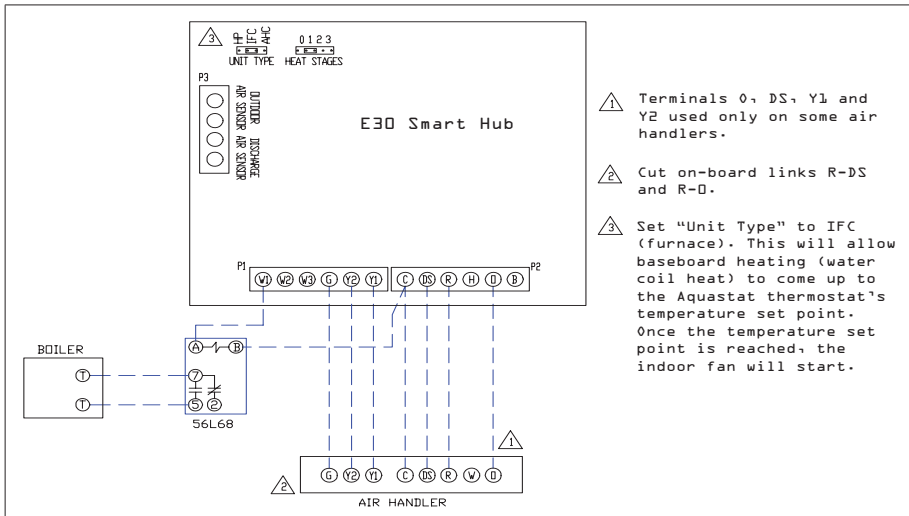 3
HP
IFC
AHC
UNIT TYPE
0 1 2 3
HEAT STAGES
P3
OUTDOOR
AIR SENSOR
DISCHARGE
AIR SENSOR
E30 Smart Hub
P1
W1 W2 W3 G Y2 Y1
C DS R H O B
P2
A B
7
5 2
56L68
BOILER
T
T
1
2
G Y2 Y1 C DS R W O
AIR HANDLER
1 Terminals O, DS, Y1 and
Y2 used only on some air
handlers.
2 Cut on-board links R-DS
and R-O.
3 Set "Unit Type" to IFC
(furnace). This will allow
baseboard heating (water
coil heat) to come up to
the Aquastat thermostat's
temperature set point.
Once the temperature set
point is reached, the
indoor fan will start.